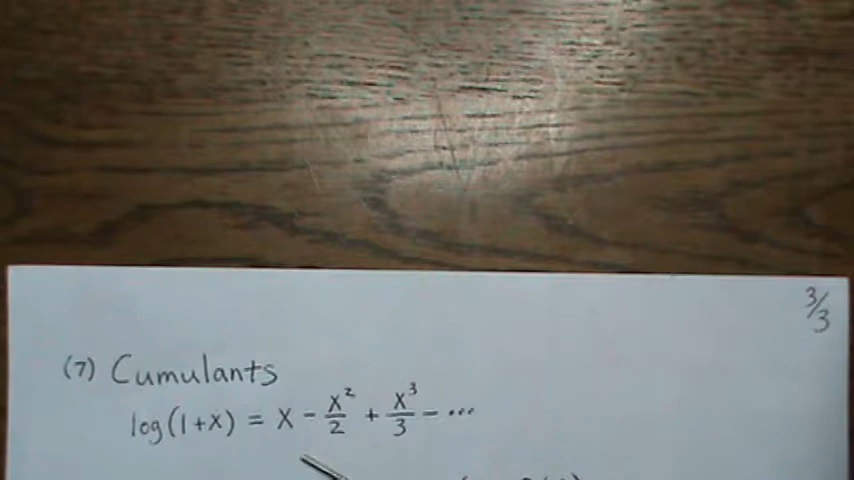 3/3
(7) Cumulants
log(1+x) = x - x²/2 + x³/3 - ...